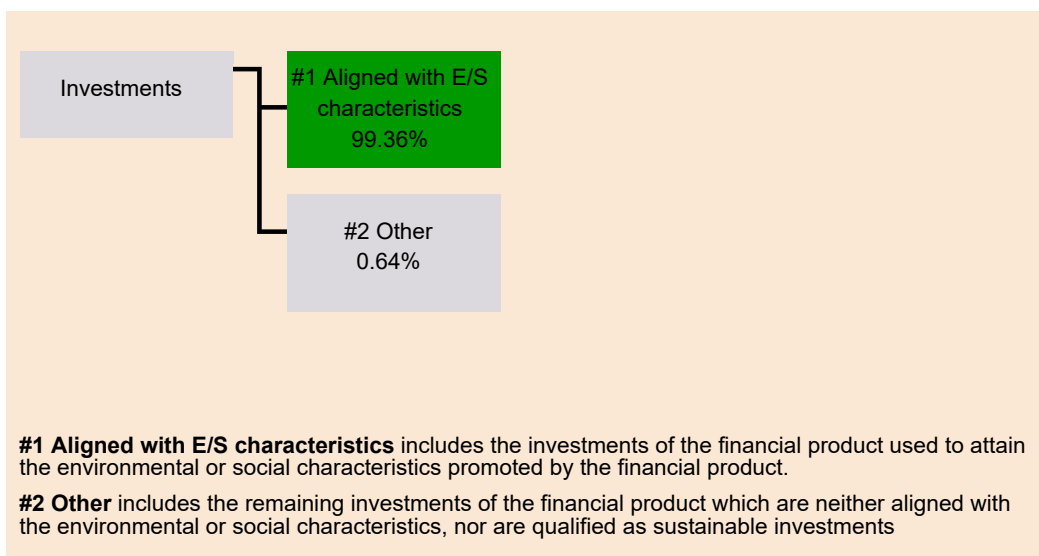 Investments
#1 Aligned with E/S
characteristics
99.36%
#2 Other
0.64%
#1 Aligned with E/S characteristics includes the investments of the financial product used to attain
the environmental or social characteristics promoted by the financial product.
#2 Other includes the remaining investments of the financial product which are neither aligned with
the environmental or social characteristics, nor are qualified as sustainable investments